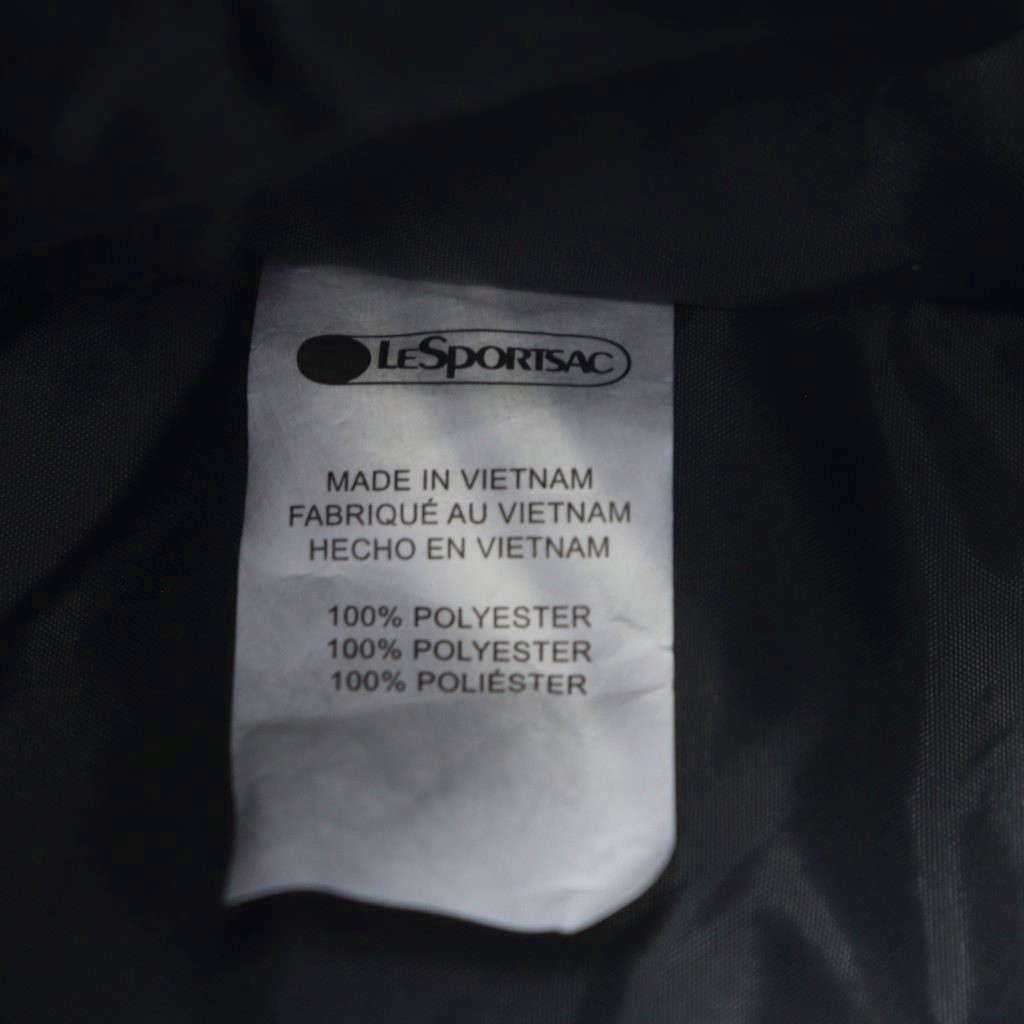 LeSportsac
MADE IN VIETNAM
FABRIQUÉ AU VIETNAM
HECHO EN VIETNAM
100% POLYESTER
100% POLYESTER
100% POLIÉSTER